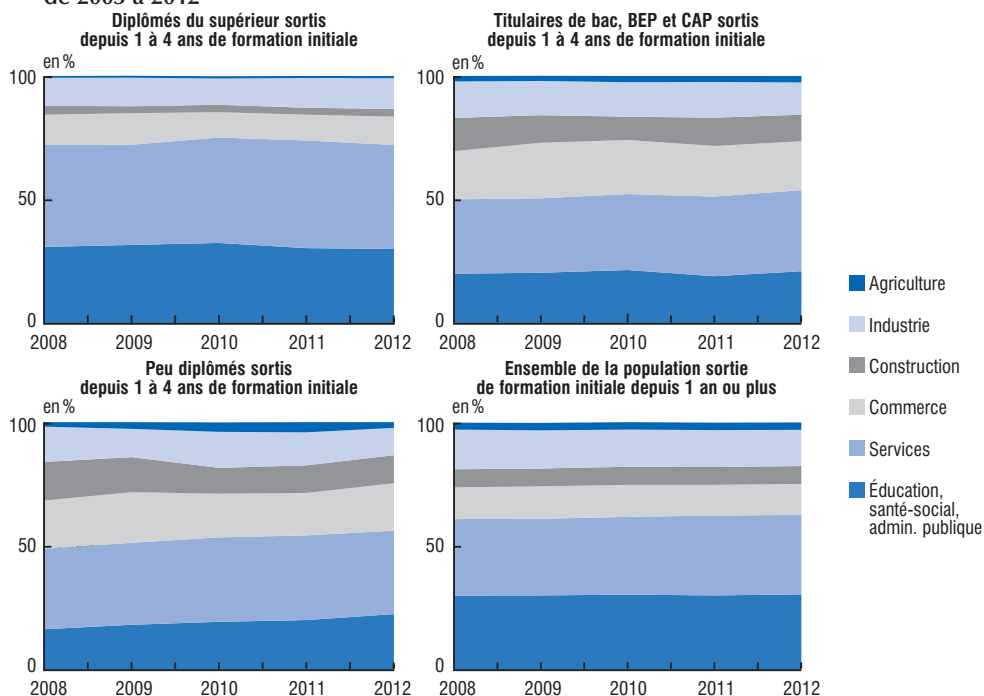 de 2003 à 2012
Diplômés du supérieur sortis
depuis 1 à 4 ans de formation initiale
en %
100
50
0
2008 2009 2010 2011 2012
Titulaires de bac, BEP et CAP sortis
depuis 1 à 4 ans de formation initiale
en %
100
50
0
2008 2009 2010 2011 2012
Peu diplômés sortis
depuis 1 à 4 ans de formation initiale
en %
100
50
0
2008 2009 2010 2011 2012
Ensemble de la population sortie
de formation initiale depuis 1 an ou plus
en %
100
50
0
2008 2009 2010 2011 2012
Agriculture
Industrie
Construction
Commerce
Services
Éducation,
santé-social,
admin. publique